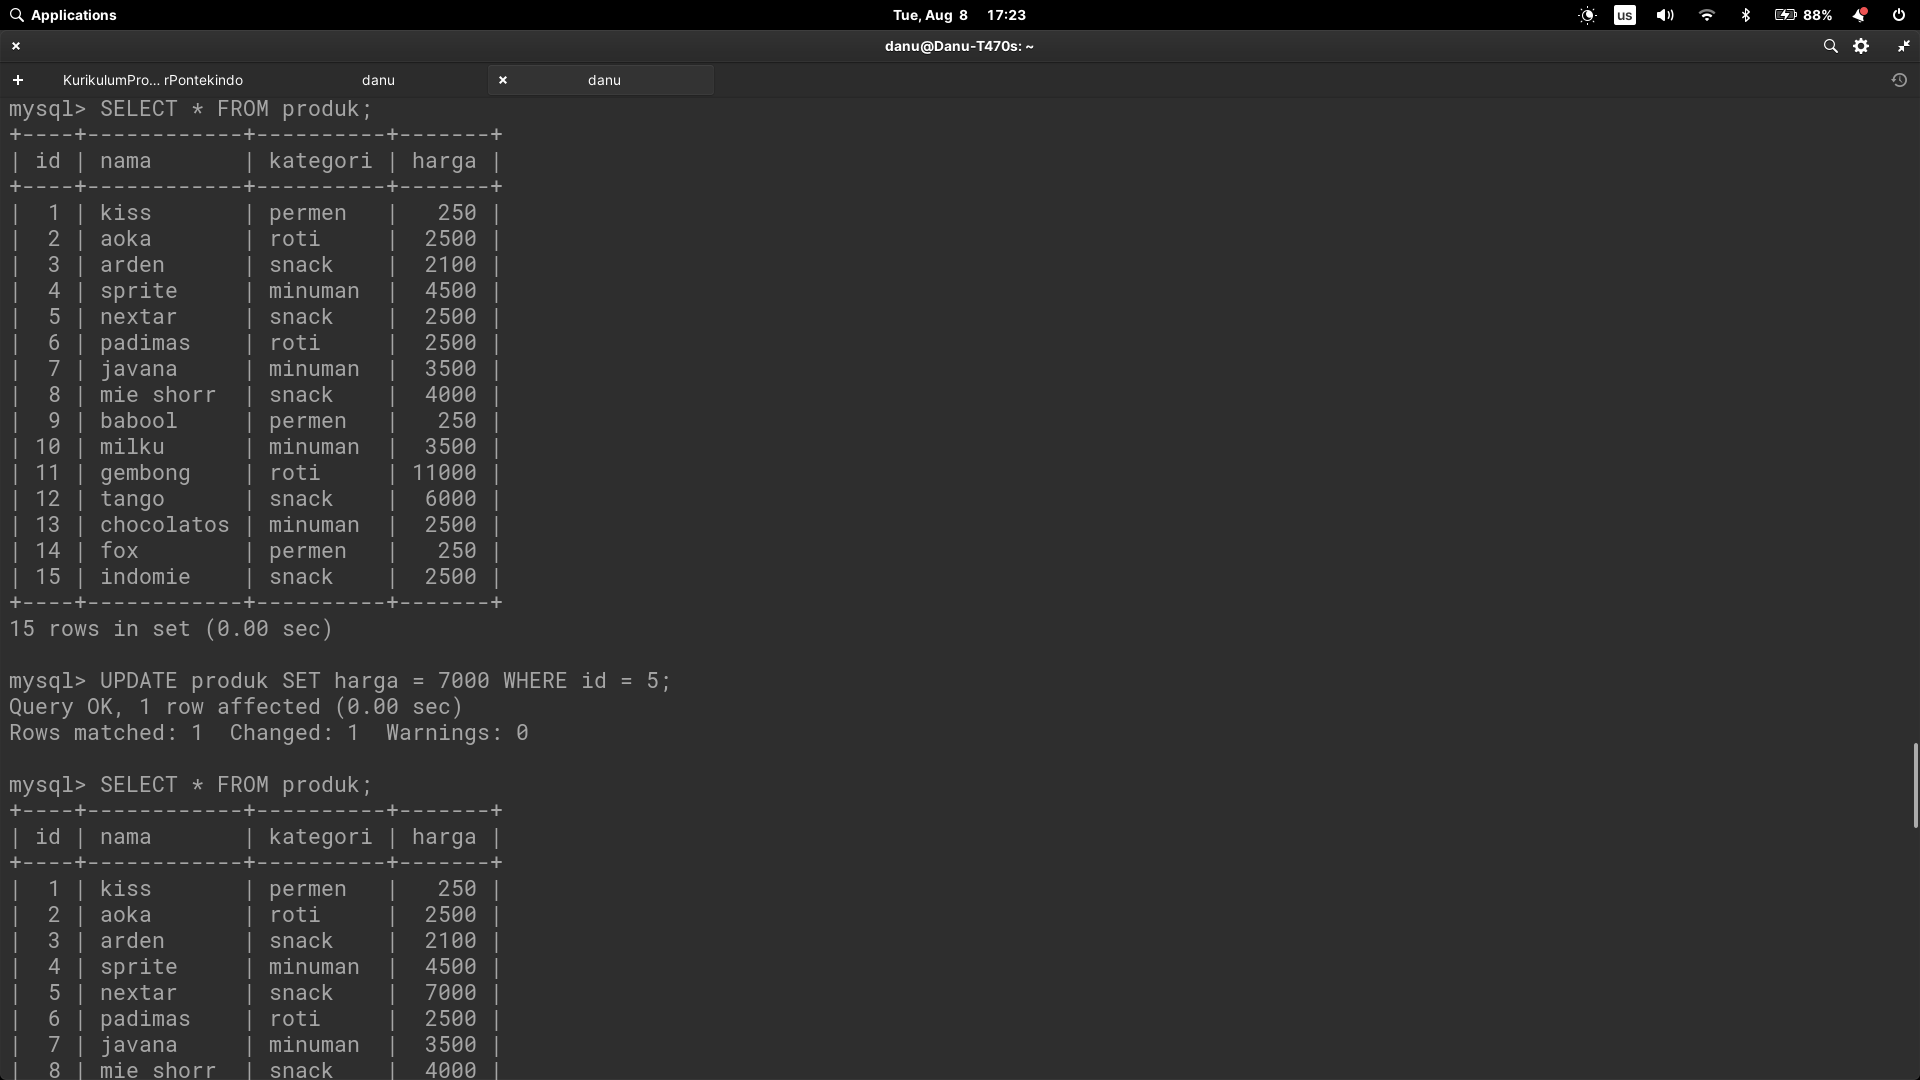 Applications Tue, Aug 8 17:23 us 88%
danu@Danu-T470s: ~
KurikulumPro... rPontekindo danu danu
mysql> SELECT * FROM produk;
+----+------------+----------+-------+
| id | nama       | kategori | harga |
+----+------------+----------+-------+
|  1 | kiss       | permen   |   250 |
|  2 | aoka       | roti     |  2500 |
|  3 | arden      | snack    |  2100 |
|  4 | sprite     | minuman  |  4500 |
|  5 | nextar     | snack    |  2500 |
|  6 | padimas    | roti     |  2500 |
|  7 | javana     | minuman  |  3500 |
|  8 | mie shorr  | snack    |  4000 |
|  9 | babool     | permen   |   250 |
| 10 | milku      | minuman  |  3500 |
| 11 | gembong    | roti     | 11000 |
| 12 | tango      | snack    |  6000 |
| 13 | chocolatos | minuman  |  2500 |
| 14 | fox        | permen   |   250 |
| 15 | indomie    | snack    |  2500 |
+----+------------+----------+-------+
15 rows in set (0.00 sec)
mysql> UPDATE produk SET harga = 7000 WHERE id = 5;
Query OK, 1 row affected (0.00 sec)
Rows matched: 1  Changed: 1  Warnings: 0
mysql> SELECT * FROM produk;
+----+------------+----------+-------+
| id | nama       | kategori | harga |
+----+------------+----------+-------+
|  1 | kiss       | permen   |   250 |
|  2 | aoka       | roti     |  2500 |
|  3 | arden      | snack    |  2100 |
|  4 | sprite     | minuman  |  4500 |
|  5 | nextar     | snack    |  7000 |
|  6 | padimas    | roti     |  2500 |
|  7 | javana     | minuman  |  3500 |
|  8 | mie shorr  | snack    |  4000 |